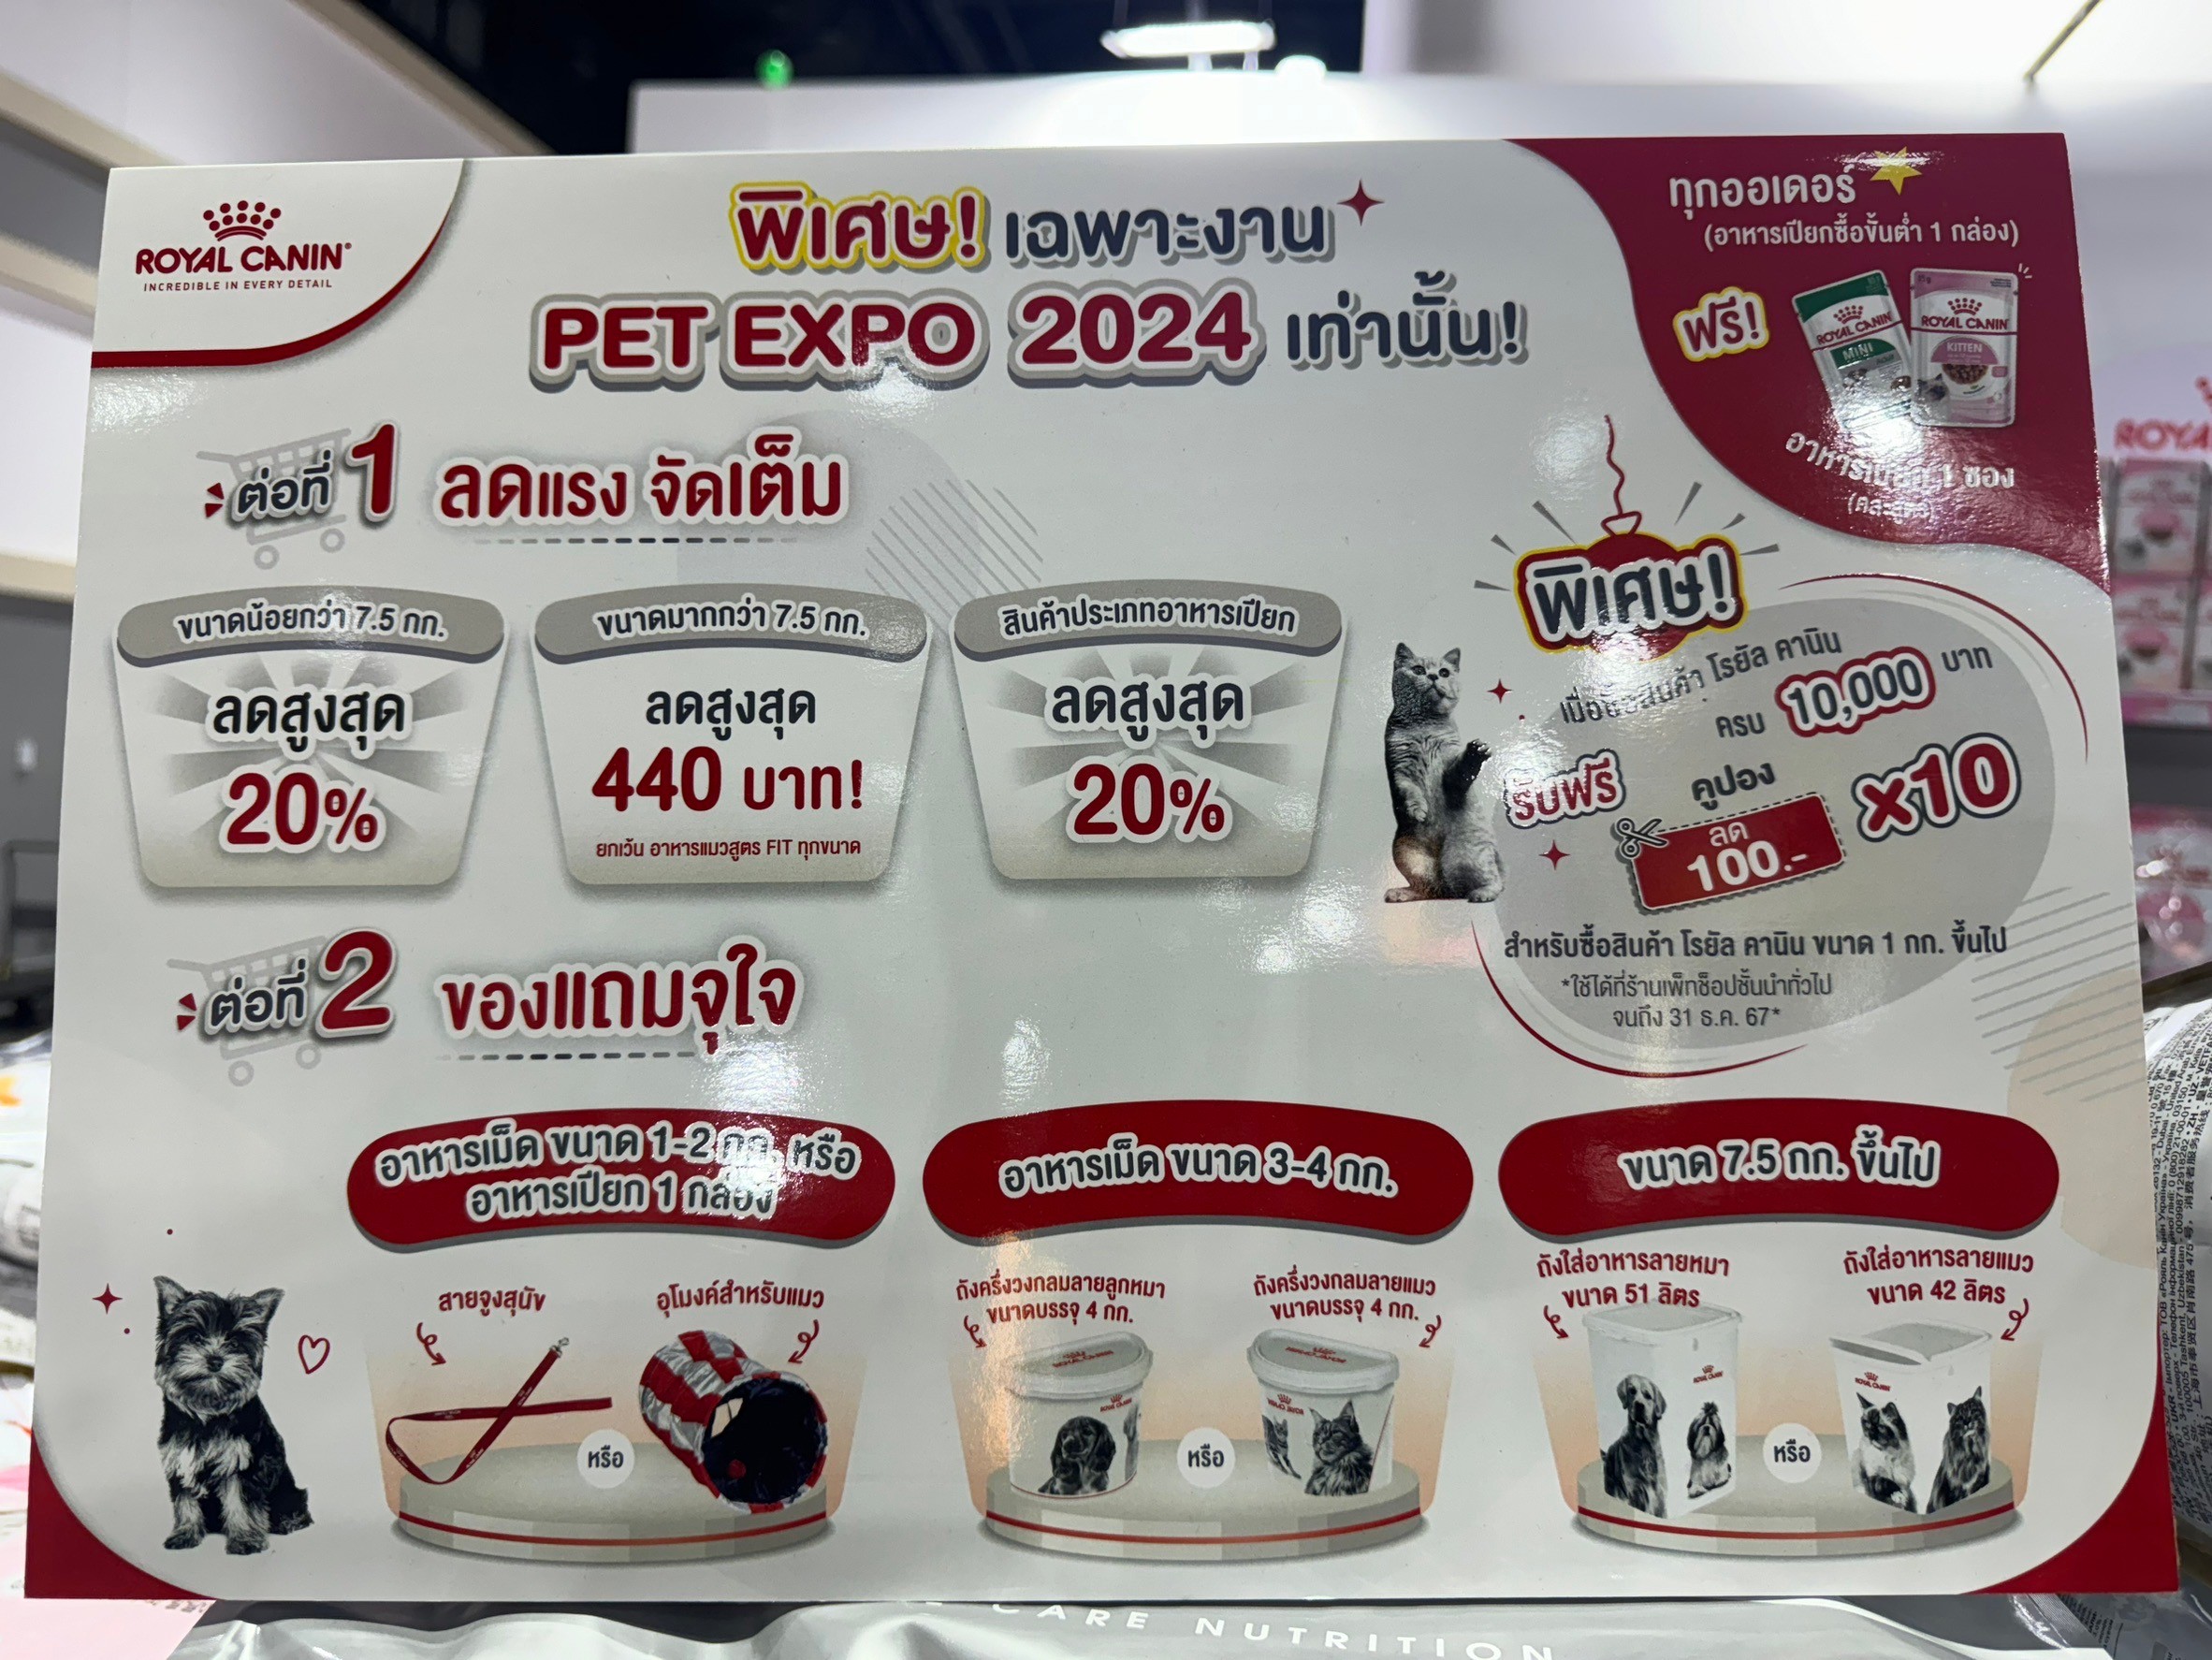 ROYAL CANIN®
INCREDIBLE IN EVERY DETAIL
พิเศษ! เฉพาะงาน
PET EXPO 2024 เท่านั้น!
ทุกออเดอร์
(อาหารเปียกซื้อขั้นต่ำ 1 กล่อง)
ฟรี!
ROYAL CANIN
MINI
ROYAL CANIN
KITTEN
1 ซอง
(คละสูตร)
ต่อที่ 1 ลดแรง จัดเต็ม
ขนาดน้อยกว่า 7.5 กก.
ลดสูงสุด
20%
ขนาดมากกว่า 7.5 กก.
ลดสูงสุด
440 บาท!
ยกเว้น อาหารแมวสูตร FIT ทุกขนาด
สินค้าประเภทอาหารเปียก
ลดสูงสุด
20%
พิเศษ!
เมื่อซื้อสินค้า โรยัล คานิน
ครบ 10,000 บาท
รับฟรี คูปอง
ลด
100.-
x10
สำหรับซื้อสินค้า โรยัล คานิน ขนาด 1 กก. ขึ้นไป
*ใช้ได้ที่ร้านเพ็ทช็อปชั้นนำทั่วไป
จนถึง 31 ธ.ค. 67*
ต่อที่ 2 ของแถมจุใจ
อาหารเม็ด ขนาด 1-2 กก. หรือ
อาหารเปียก 1 กล่อง
สายจูงสุนัข
หรือ
อุโมงค์สำหรับแมว
อาหารเม็ด ขนาด 3-4 กก.
ถังครึ่งวงกลมลายลูกหมา
ขนาดบรรจุ 4 กก.
หรือ
ถังครึ่งวงกลมลายแมว
ขนาดบรรจุ 4 กก.
ขนาด 7.5 กก. ขึ้นไป
ถังใส่อาหารลายหมา
ขนาด 51 ลิตร
หรือ
ถังใส่อาหารลายแมว
ขนาด 42 ลิตร
CARE NUTRITION